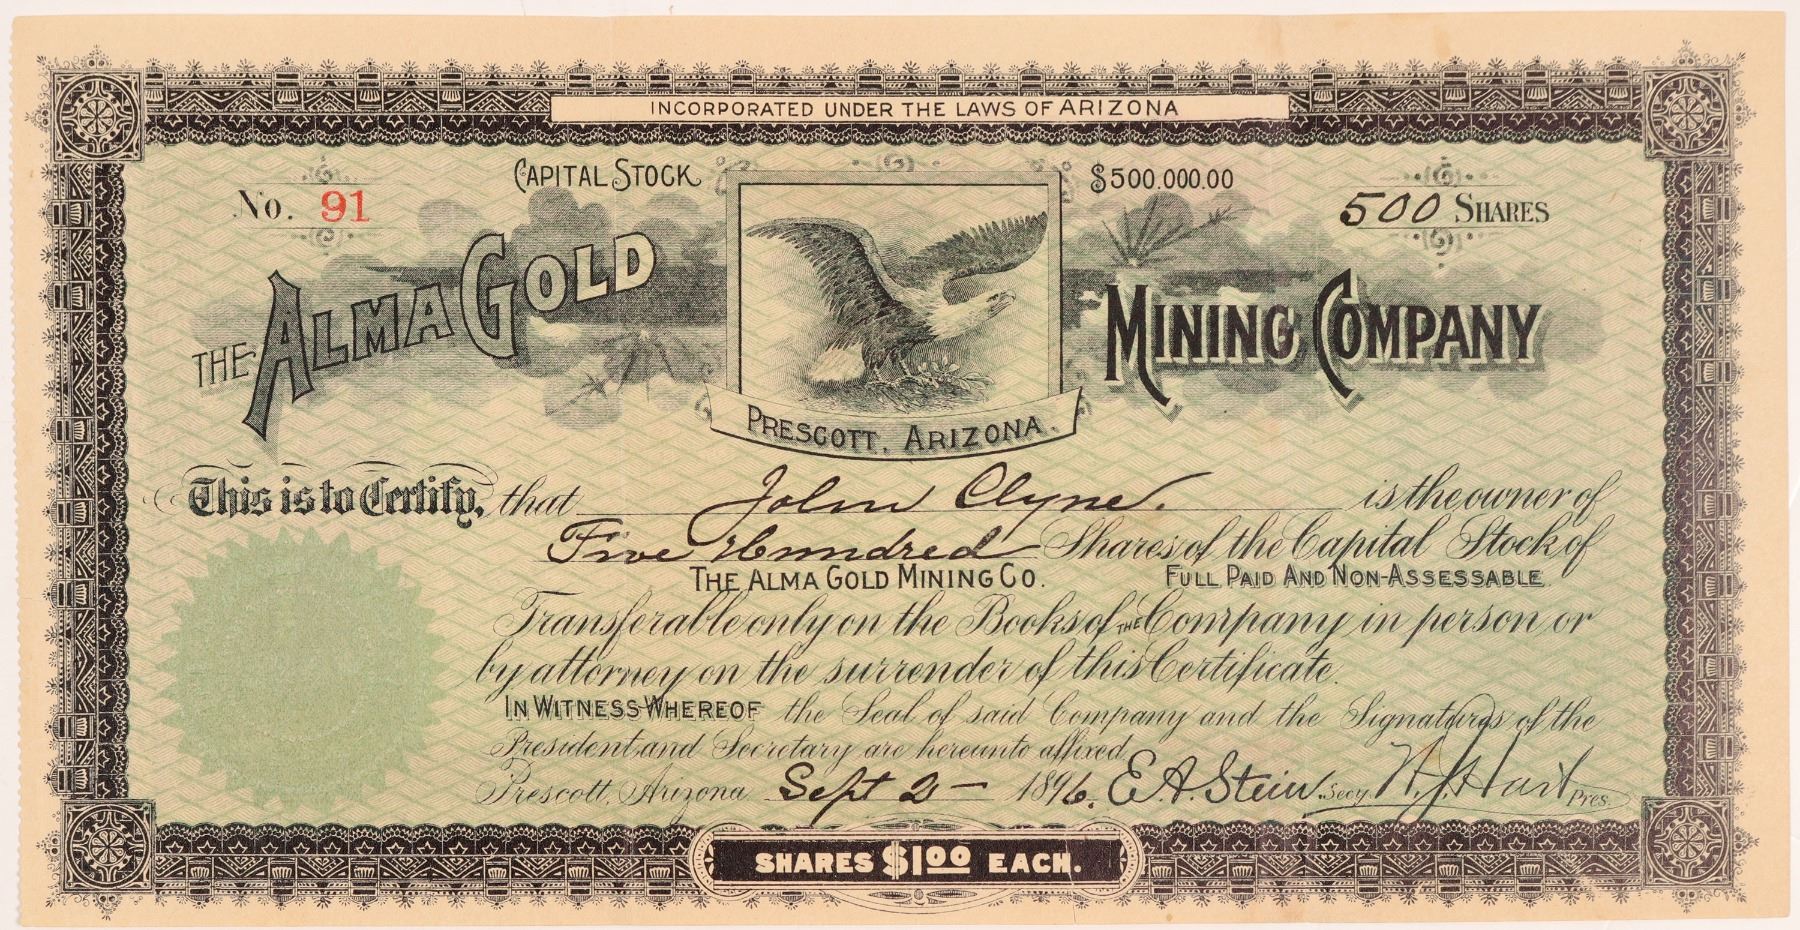 INCORPORATED UNDER THE LAWS OF ARIZONA
CAPITAL STOCK $500.000.00
No. 91
500 SHARES
THE ALMA GOLD MINING COMPANY
PRESCOTT, ARIZONA.
This is to Certify, that John Clyne. is the owner of
Five Hundred Shares of the Capital Stock of
THE ALMA GOLD MINING CO. FULL PAID AND NON-ASSESSABLE
Transferable only on the Books of THE Company in person or
by attorney on the surrender of this Certificate.
IN WITNESS WHEREOF the Seal of said Company and the Signatures of the
President and Secretary are hereunto affixed
Prescott, Arizona Sept 2- 1896. E.A. Stein Secy. Hart Pres.
SHARES $1.00 EACH.